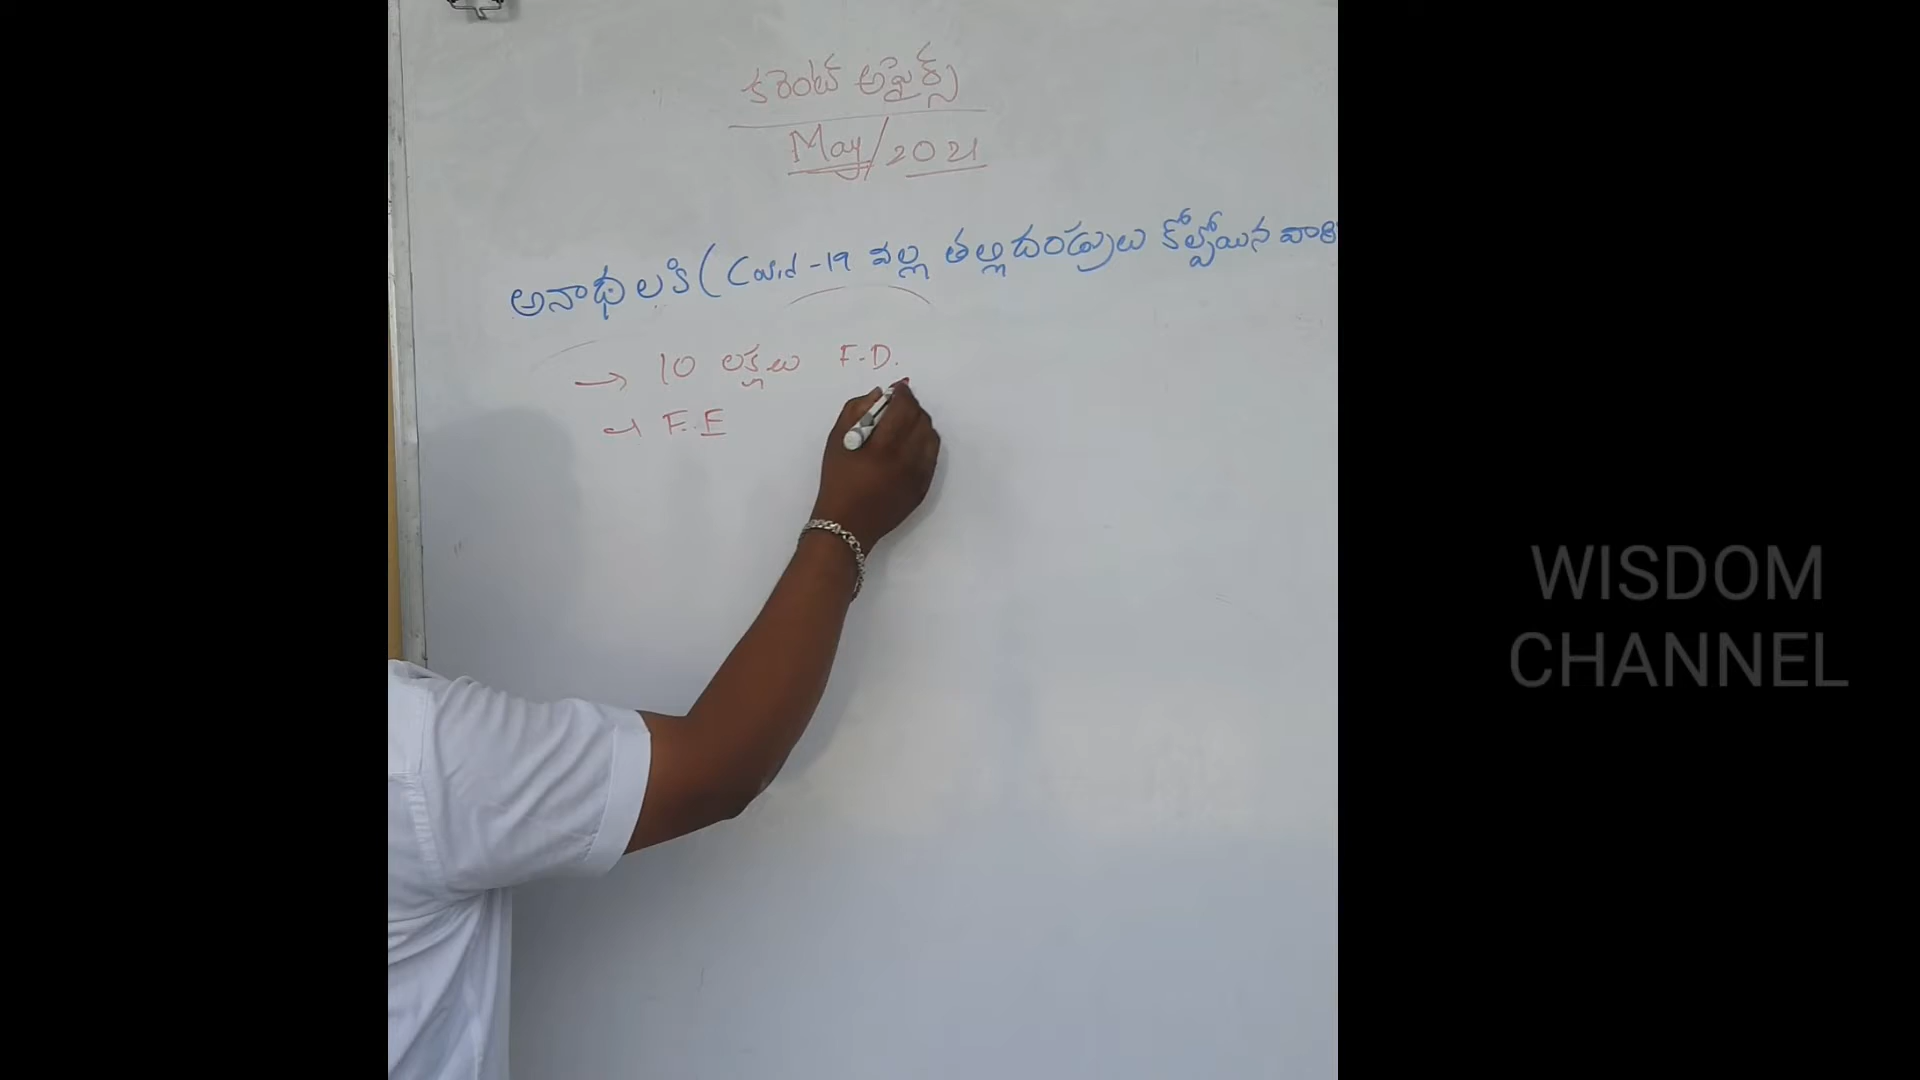 కరెంట్ అఫైర్స్
May/2021
అనాథలకి (Covid-19 వల్ల తల్లిదండ్రులు కోల్పోయిన వారి
→ 10 లక్షలు F.D.
→ F.E
WISDOM
CHANNEL